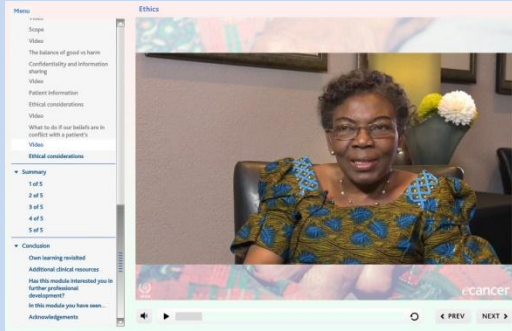 Menu
Video
Scope
Video
The balance of good vs harm
Confidentiality and information
sharing
Video
Patient information
Ethical considerations
Video
What to do if our beliefs are in
conflict with a patient's
Video
Ethical considerations
Summary
1 of 5
2 of 5
3 of 5
4 of 5
5 of 5
Conclusion
Own learning revisited
Additional clinical resources
Has this module interested you in
further professional
development?
In this module you have seen...
Acknowledgements
Ethics
ecancer
PREV
NEXT